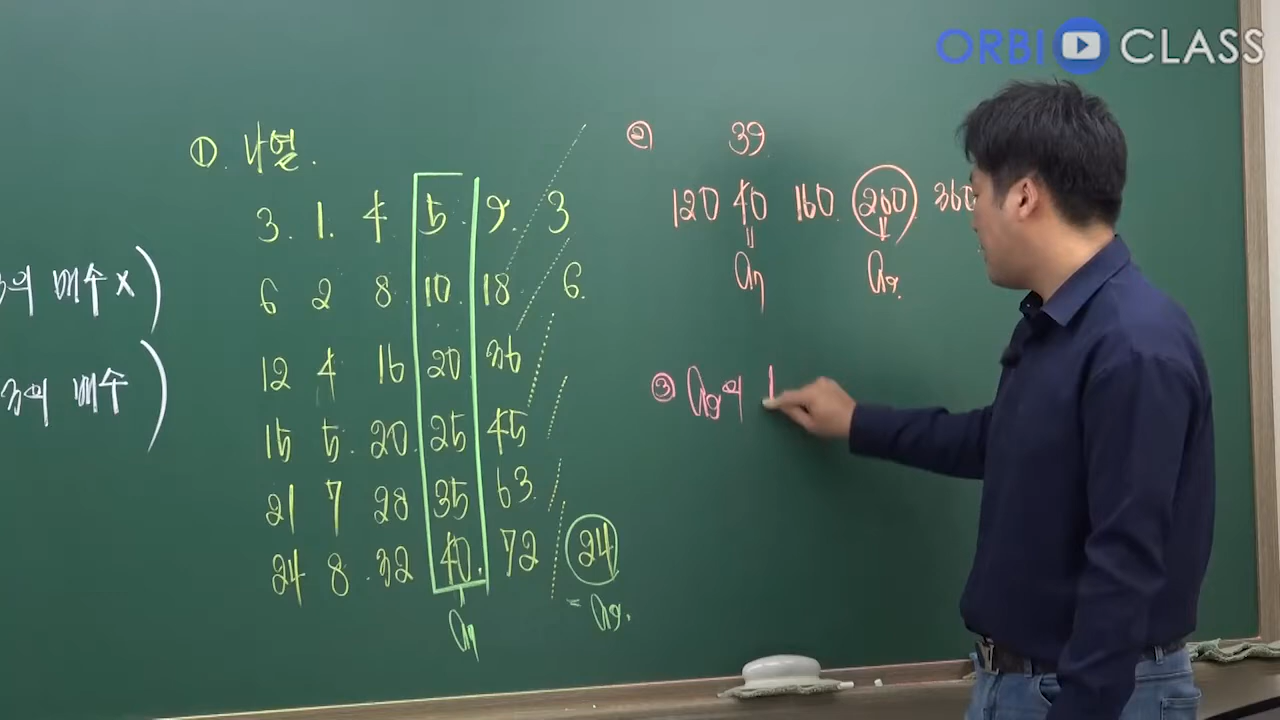 ORBI CLASS
3의 배수 x)
3의 배수)
① 나열.
3. 1. 4 5. 9. 3
6 2 8 10. 18 6.
12 4 16 20 36
15 5. 20. 25 45
21 7 28 35 63.
24 8 .32 40. 72 24
a₇ = a₉.
② 39
120 40 160. 260 360
a₇ a₉.
③ a₉의